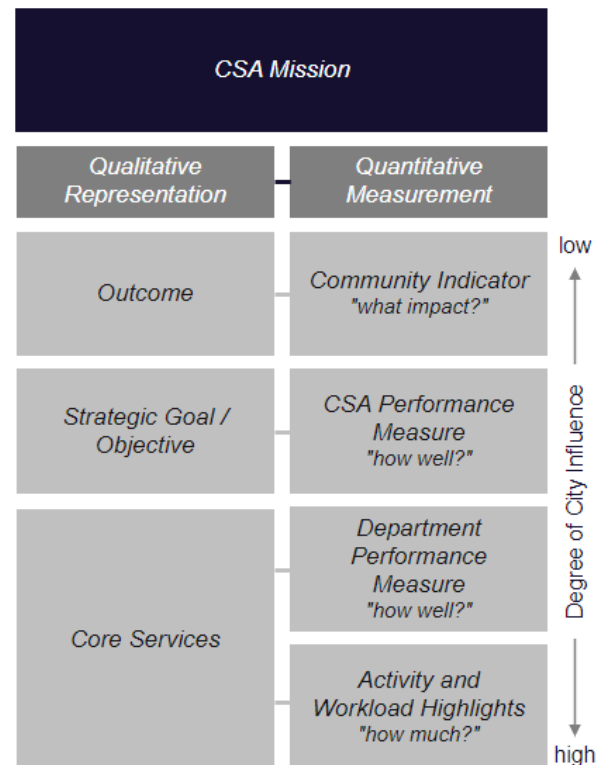 CSA Mission
Qualitative
Representation
Quantitative
Measurement
Outcome
Community Indicator
"what impact?"
low
Strategic Goal /
Objective
CSA Performance
Measure
"how well?"
Degree of City Influence
Core Services
Department
Performance
Measure
"how well?"
Activity and
Workload Highlights
"how much?"
high